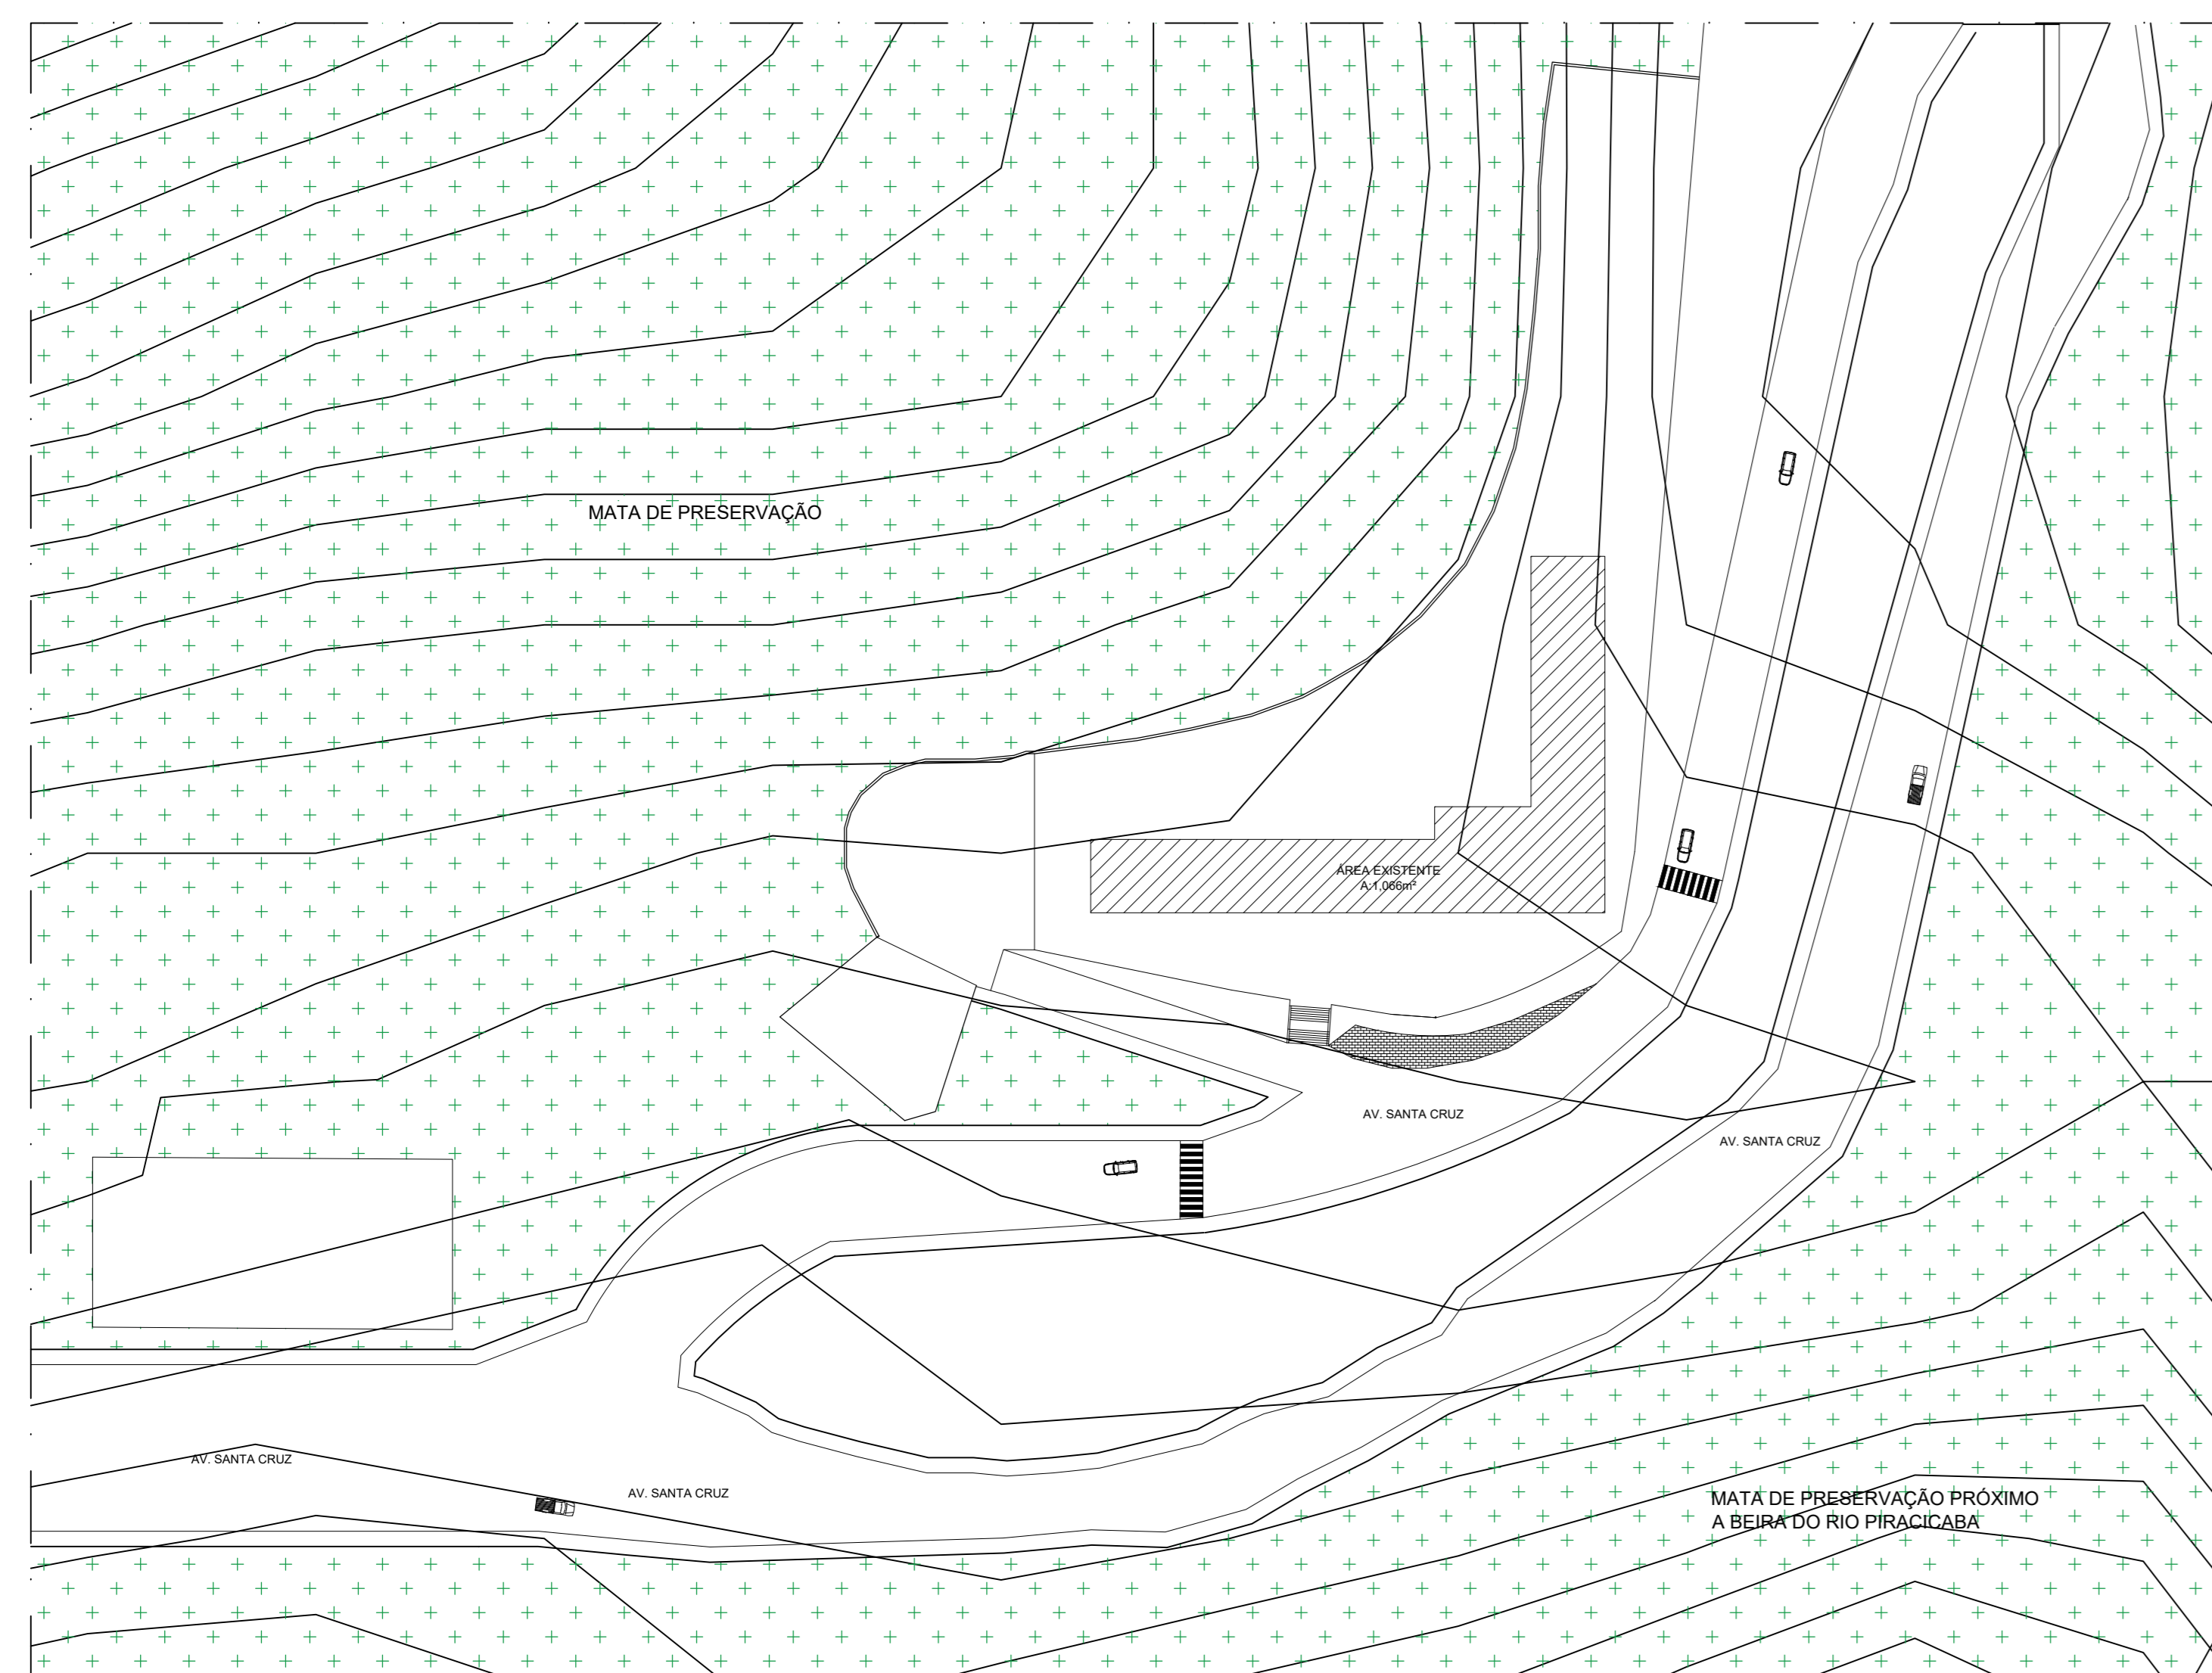 MATA DE PRESERVAÇÃO
ÁREA EXISTENTE
A:1,066m²
AV. SANTA CRUZ
AV. SANTA CRUZ
AV. SANTA CRUZ
AV. SANTA CRUZ
MATA DE PRESERVAÇÃO PRÓXIMO
A BEIRA DO RIO PIRACICABA